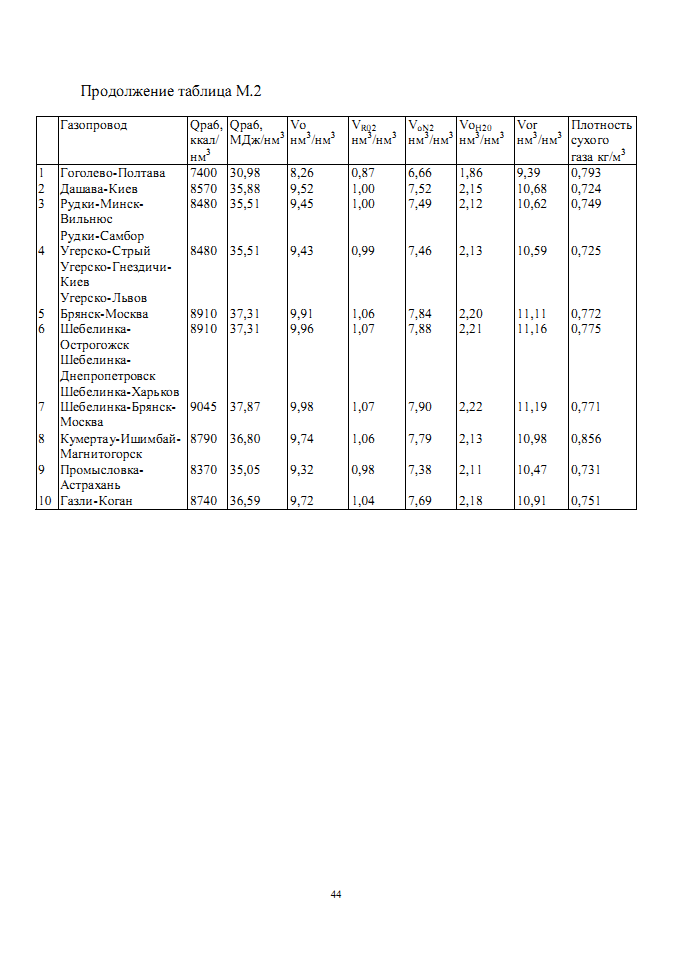 Продолжение таблица М.2
Газопровод Qраб, ккал/нм³ Qраб, МДж/нм³ Vo нм³/нм³ V_R02 нм³/нм³ V_oN2 нм³/нм³ Vo_H20 нм³/нм³ Vor нм³/нм³ Плотность сухого газа кг/м³
1 Гоголево-Полтава 7400 30,98 8,26 0,87 6,66 1,86 9,39 0,793
2 Дашава-Киев 8570 35,88 9,52 1,00 7,52 2,15 10,68 0,724
3 Рудки-Минск- 8480 35,51 9,45 1,00 7,49 2,12 10,62 0,749
Вильнюс
Рудки-Самбор
4 Угерско-Стрый 8480 35,51 9,43 0,99 7,46 2,13 10,59 0,725
Угерско-Гнездичи-
Киев
Угерско-Львов
5 Брянск-Москва 8910 37,31 9,91 1,06 7,84 2,20 11,11 0,772
6 Шебелинка- 8910 37,31 9,96 1,07 7,88 2,21 11,16 0,775
Острогожск
Шебелинка-
Днепропетровск
Шебелинка-Харьков
7 Шебелинка-Брянск- 9045 37,87 9,98 1,07 7,90 2,22 11,19 0,771
Москва
8 Кумертау-Ишимбай- 8790 36,80 9,74 1,06 7,79 2,13 10,98 0,856
Магнитогорск
9 Промысловка- 8370 35,05 9,32 0,98 7,38 2,11 10,47 0,731
Астрахань
10 Газли-Коган 8740 36,59 9,72 1,04 7,69 2,18 10,91 0,751
44